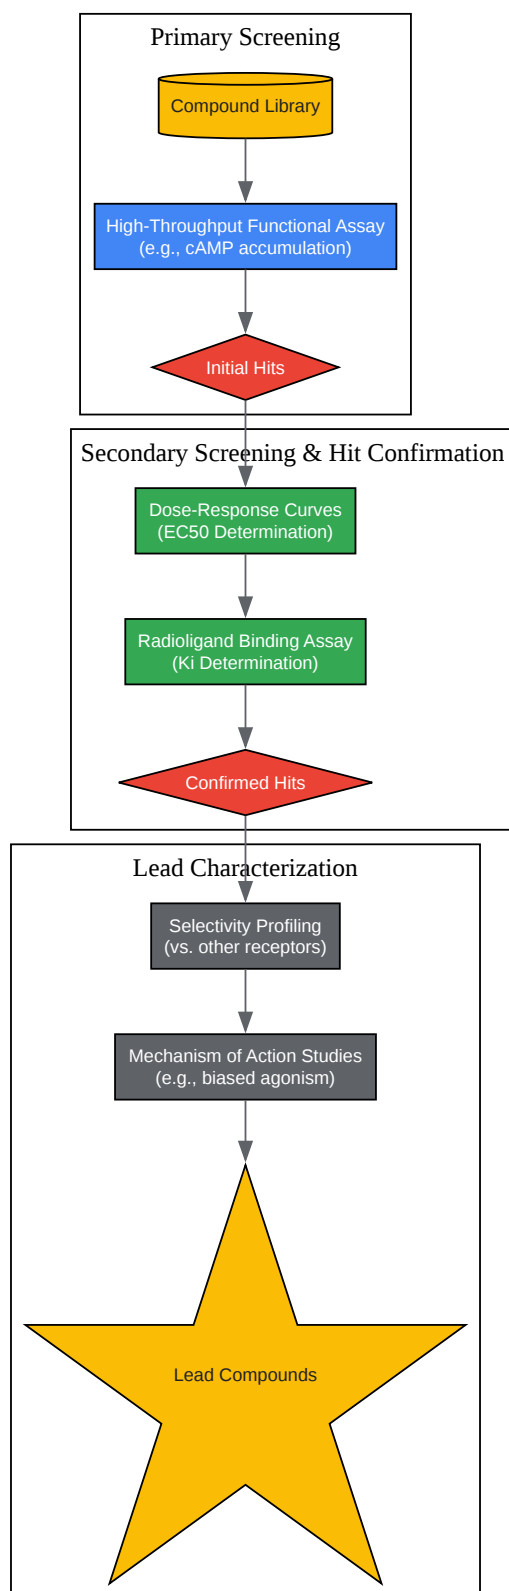 Primary Screening
Compound Library
High-Throughput Functional Assay
(e.g., cAMP accumulation)
Initial Hits
Secondary Screening & Hit Confirmation
Dose-Response Curves
(EC50 Determination)
Radioligand Binding Assay
(Ki Determination)
Confirmed Hits
Lead Characterization
Selectivity Profiling
(vs. other receptors)
Mechanism of Action Studies
(e.g., biased agonism)
Lead Compounds